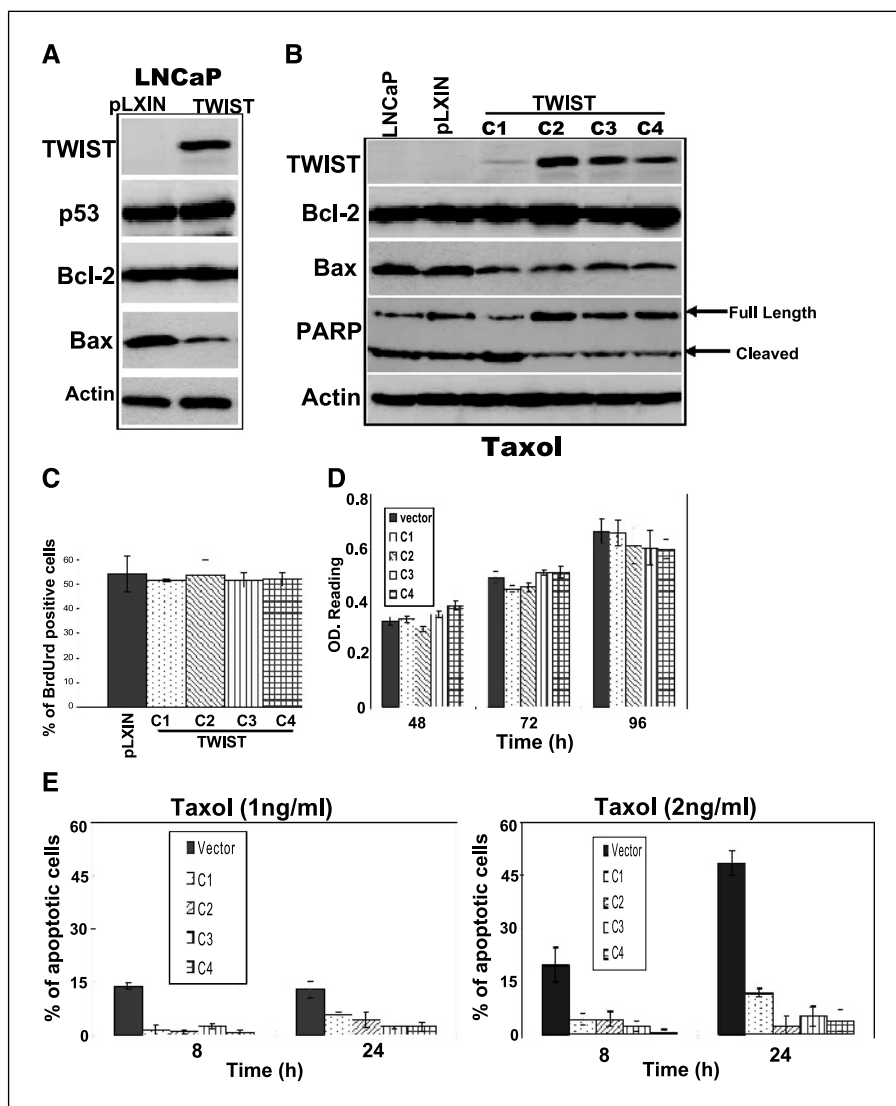 A
LNCaP
pLXIN TWIST
TWIST
p53
Bcl-2
Bax
Actin
B
LNCaP
pLXIN
TWIST
C1 C2 C3 C4
TWIST
Bcl-2
Bax
PARP
Full Length
Cleaved
Actin
Taxol
C
% of BrdUrd positive cells
60
50
40
30
20
10
0
pLXIN
C1 C2 C3 C4
TWIST
D
OD. Reading
0.8
0.6
0.4
0.2
0
vector
C1
C2
C3
C4
48 72 96
Time (h)
E
Taxol (1ng/ml)
% of apoptotic cells
60
45
30
15
0
Vector
C1
C2
C3
C4
8 24
Time (h)
Taxol (2ng/ml)
% of apoptotic cells
60
45
30
15
0
Vector
C1
C2
C3
C4
8 24
Time (h)